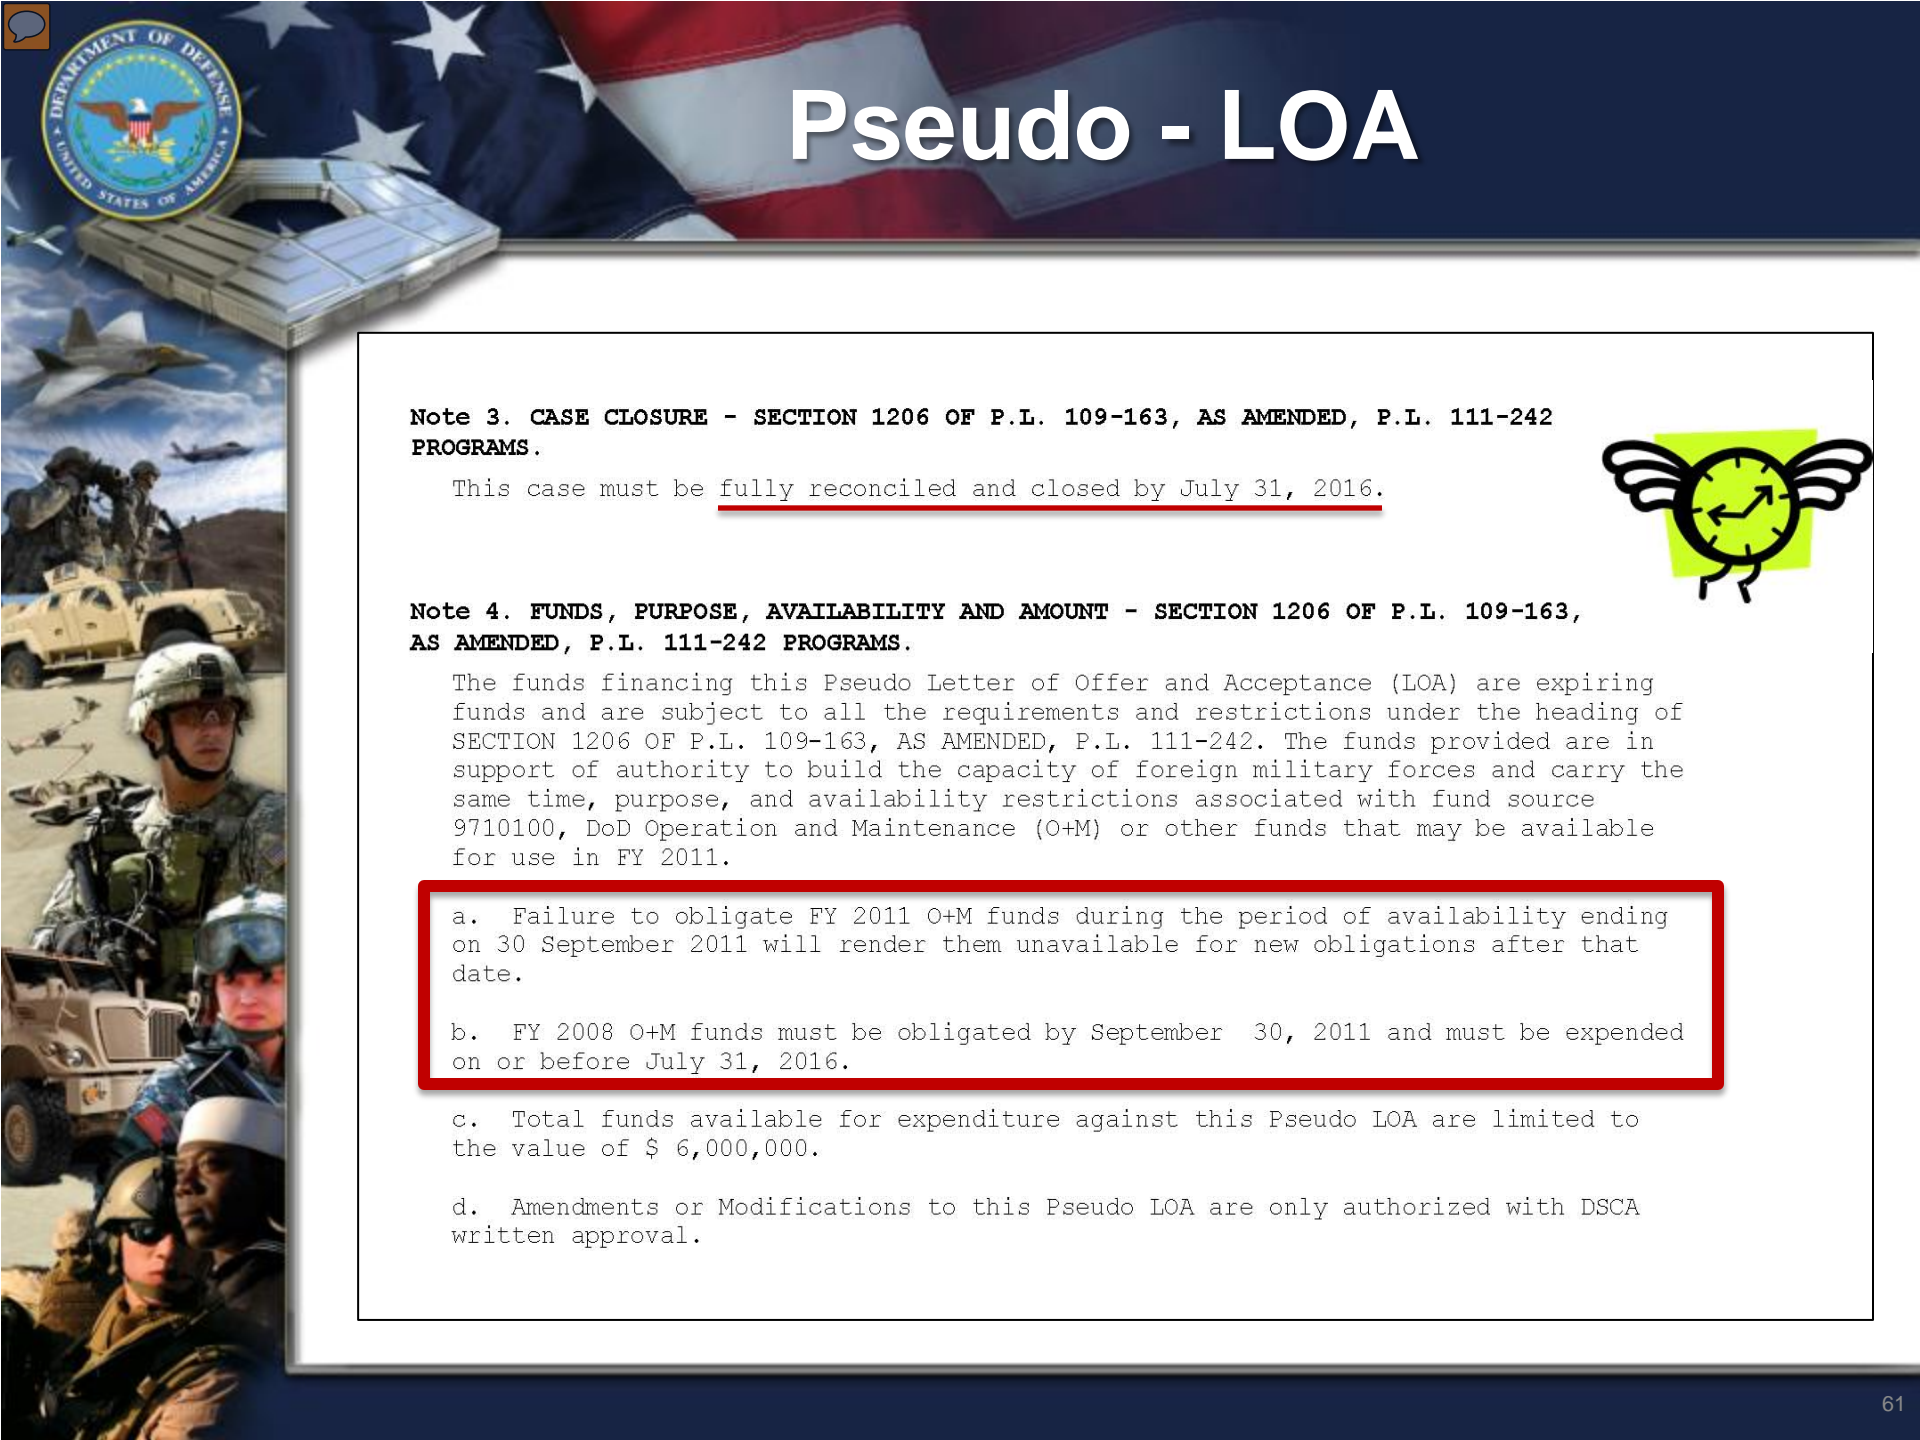 DEPARTMENT OF DEFENSE
UNITED STATES OF AMERICA
Pseudo - LOA
Note 3. CASE CLOSURE - SECTION 1206 OF P.L. 109-163, AS AMENDED, P.L. 111-242
PROGRAMS.
This case must be fully reconciled and closed by July 31, 2016.
Note 4. FUNDS, PURPOSE, AVAILABILITY AND AMOUNT - SECTION 1206 OF P.L. 109-163,
AS AMENDED, P.L. 111-242 PROGRAMS.
The funds financing this Pseudo Letter of Offer and Acceptance (LOA) are expiring
funds and are subject to all the requirements and restrictions under the heading of
SECTION 1206 OF P.L. 109-163, AS AMENDED, P.L. 111-242. The funds provided are in
support of authority to build the capacity of foreign military forces and carry the
same time, purpose, and availability restrictions associated with fund source
9710100, DoD Operation and Maintenance (O+M) or other funds that may be available
for use in FY 2011.
a. Failure to obligate FY 2011 O+M funds during the period of availability ending
on 30 September 2011 will render them unavailable for new obligations after that
date.
b. FY 2008 O+M funds must be obligated by September 30, 2011 and must be expended
on or before July 31, 2016.
c. Total funds available for expenditure against this Pseudo LOA are limited to
the value of $ 6,000,000.
d. Amendments or Modifications to this Pseudo LOA are only authorized with DSCA
written approval.
61